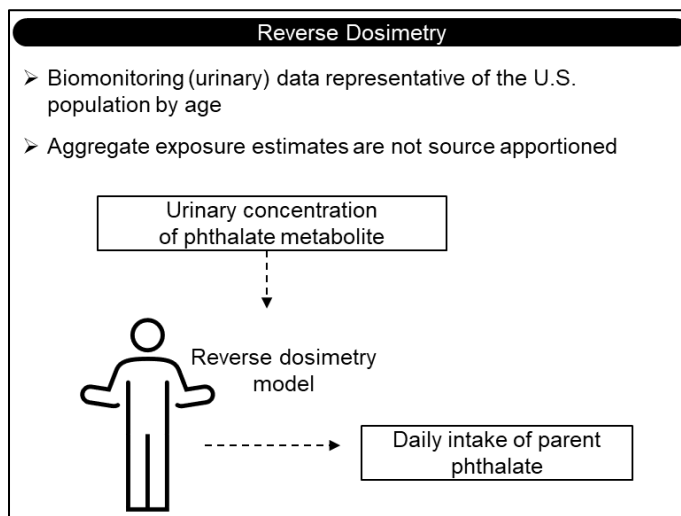 Reverse Dosimetry
➢ Biomonitoring (urinary) data representative of the U.S.
population by age
➢ Aggregate exposure estimates are not source apportioned
Urinary concentration
of phthalate metabolite
Reverse dosimetry
model
Daily intake of parent
phthalate